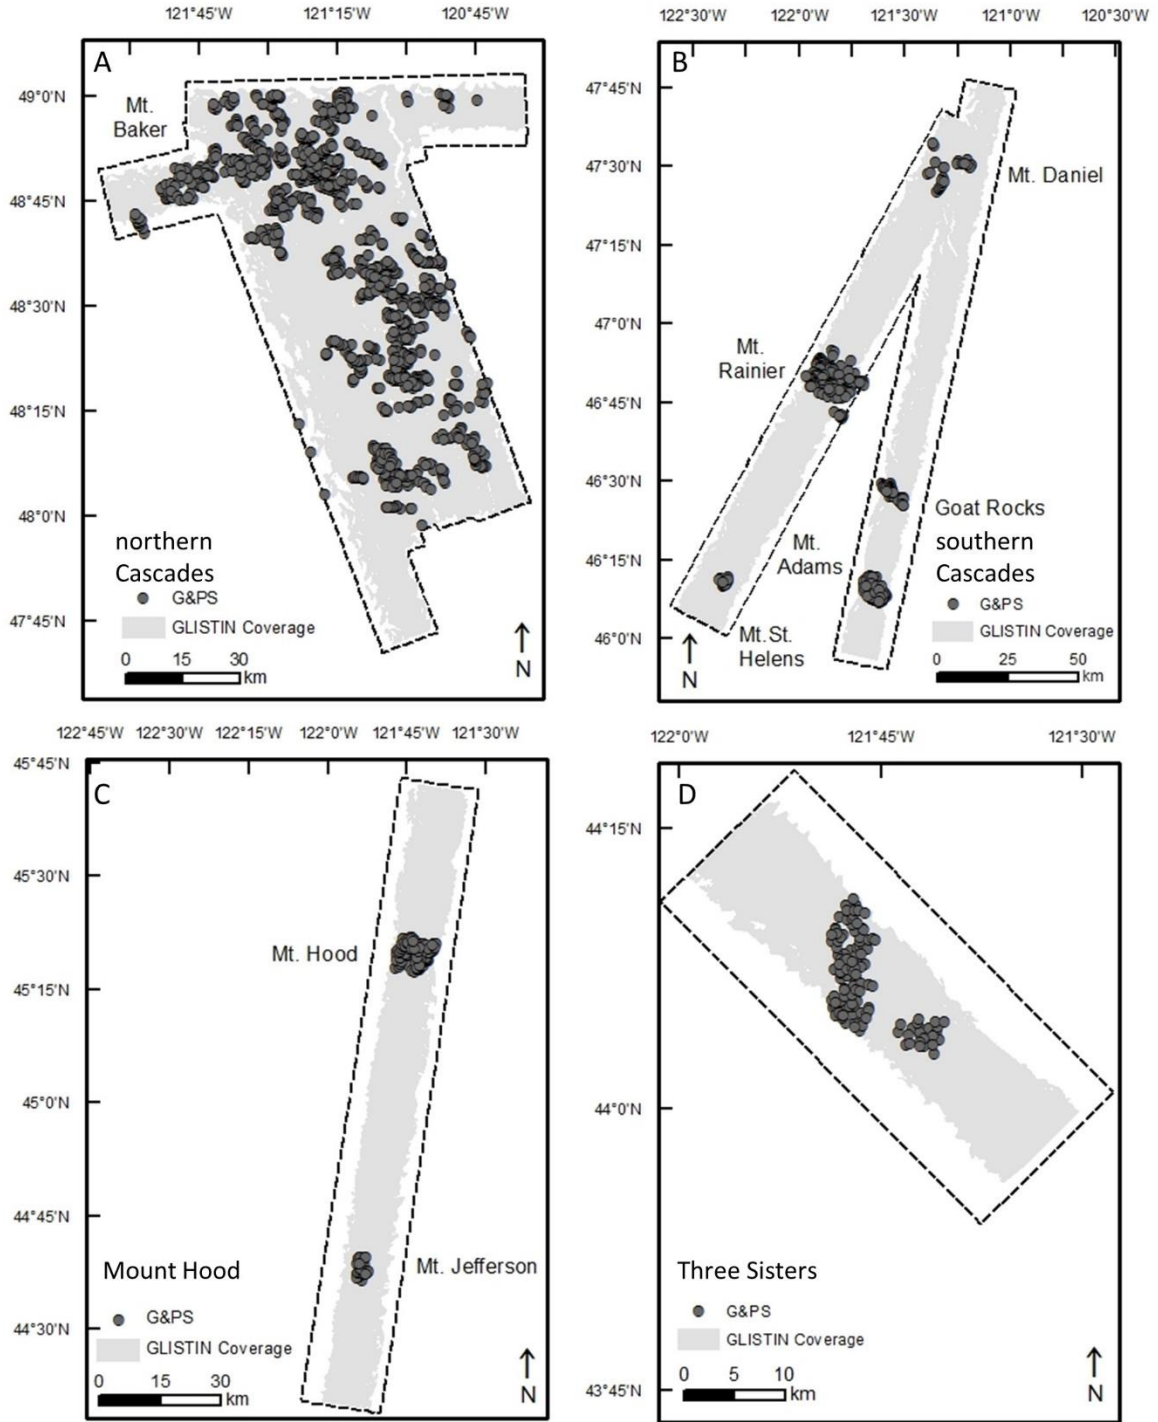 121°45'W 121°15'W 120°45'W
A
49°0'N
Mt.
Baker
48°45'N
48°30'N
48°15'N
48°0'N
47°45'N
northern
Cascades
G&PS
GLISTIN Coverage
0 15 30
km
N
122°30'W 122°0'W 121°30'W 121°0'W 120°30'W
B
47°45'N
47°30'N
Mt. Daniel
47°15'N
47°0'N
Mt.
Rainier
46°45'N
46°30'N
Goat Rocks
46°15'N
Mt.
Adams
46°0'N
Mt.St.
Helens
southern
Cascades
G&PS
GLISTIN Coverage
0 25 50
km
N
122°45'W 122°30'W 122°15'W 122°0'W 121°45'W 121°30'W
45°45'N
C
45°30'N
Mt. Hood
45°15'N
45°0'N
44°45'N
Mt. Jefferson
44°30'N
Mount Hood
G&PS
GLISTIN Coverage
0 15 30
km
N
122°0'W 121°45'W 121°30'W
D
44°15'N
44°0'N
43°45'N
Three Sisters
G&PS
GLISTIN Coverage
0 5 10
km
N